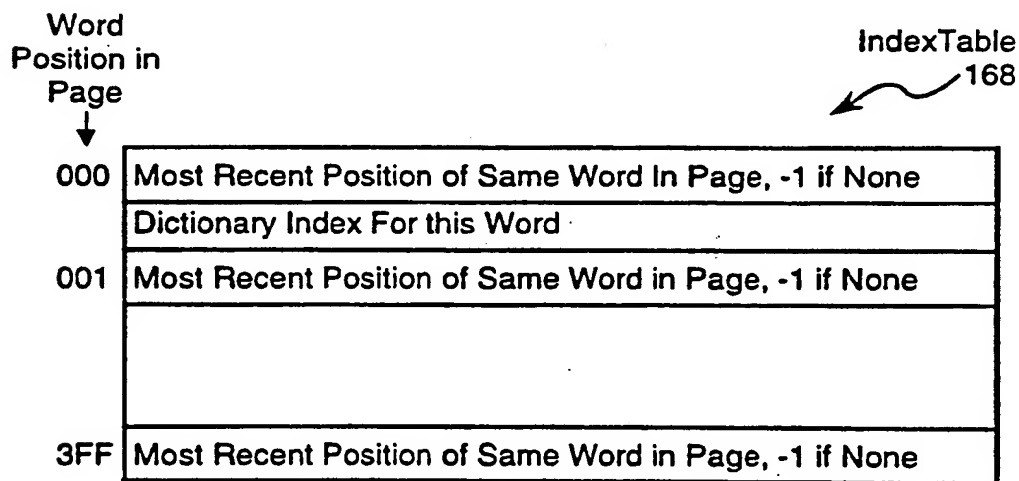 Word
Position in
Page
IndexTable
168
000 Most Recent Position of Same Word In Page, -1 if None
Dictionary Index For this Word
001 Most Recent Position of Same Word in Page, -1 if None
3FF Most Recent Position of Same Word in Page, -1 if None